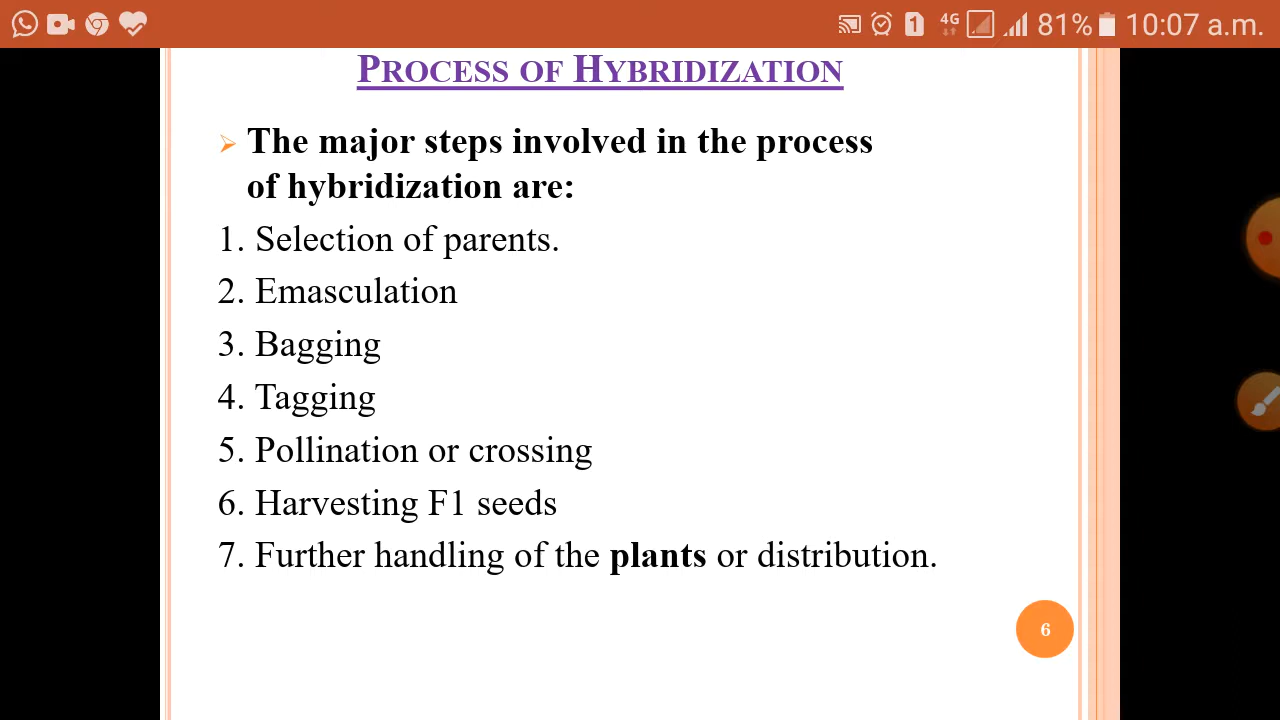 1 4G 81% 10:07 a.m.
PROCESS OF HYBRIDIZATION
The major steps involved in the process
of hybridization are:
1. Selection of parents.
2. Emasculation
3. Bagging
4. Tagging
5. Pollination or crossing
6. Harvesting F1 seeds
7. Further handling of the plants or distribution.
6